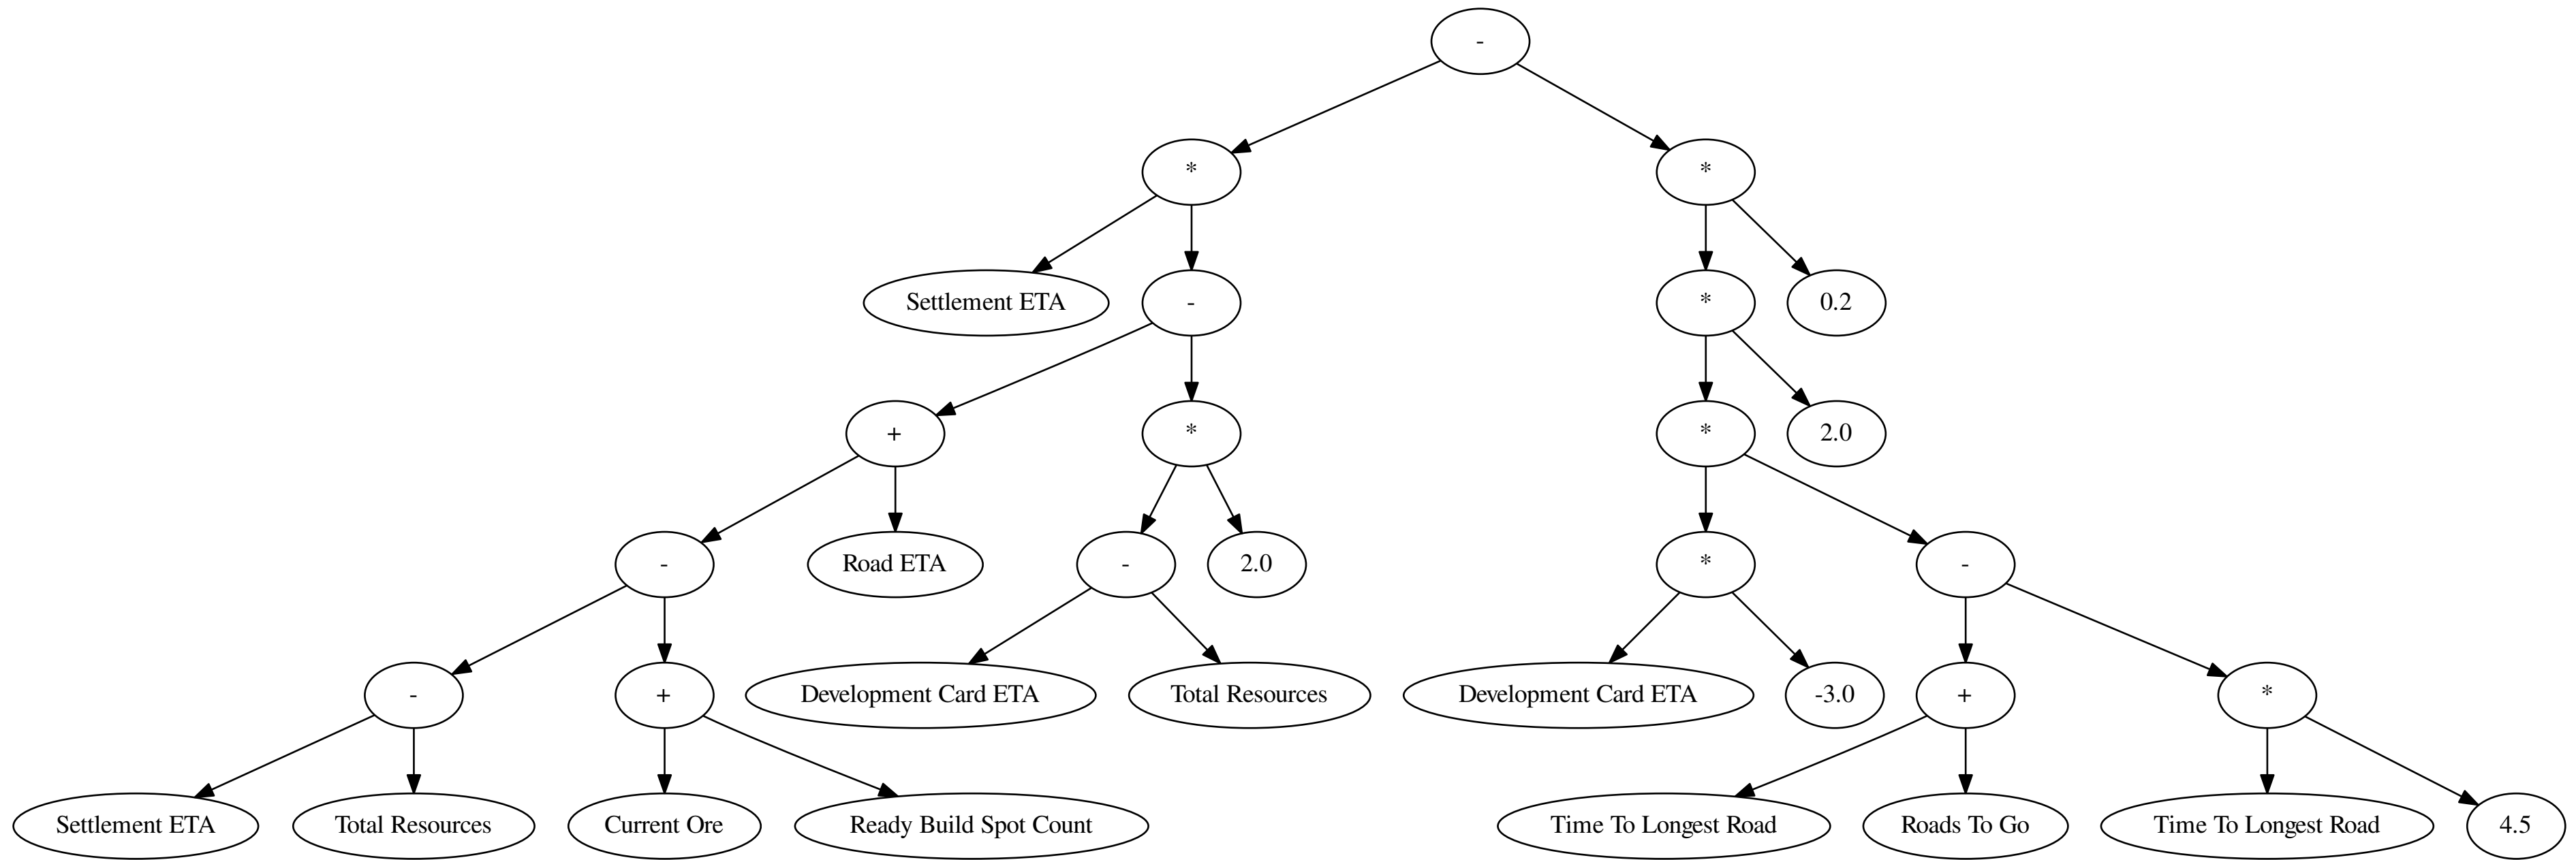 -
* *
Settlement ETA - * 0.2
+ * * 2.0
- Road ETA - 2.0 * -
- + Development Card ETA Total Resources Development Card ETA -3.0 + *
Settlement ETA Total Resources Current Ore Ready Build Spot Count Time To Longest Road Roads To Go Time To Longest Road 4.5